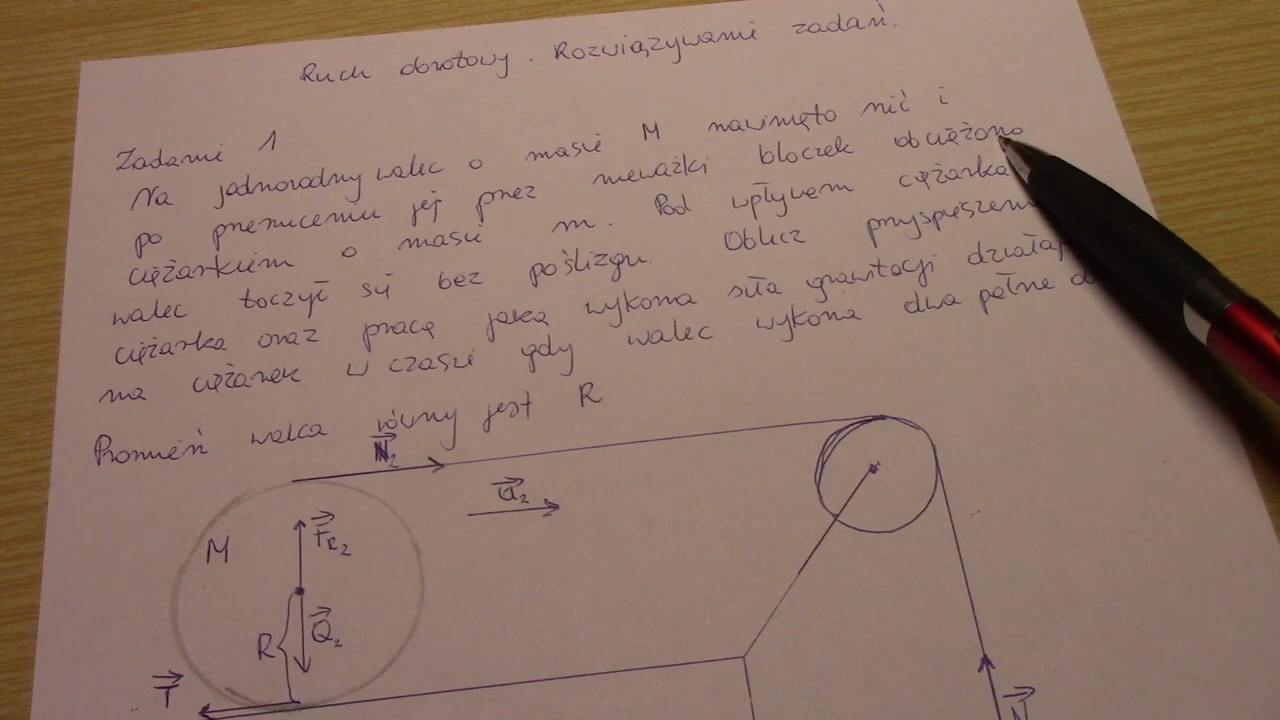 Ruch obrotowy. Rozwiązywanie zadań.
Zadanie 1
Na jednorodny walec o masie M nawinięto nić i
po przerzuceniu jej przez nieważki bloczek obciążono
ciężarkiem o masie m. Pod wpływem ciężarka
walec toczył się bez poślizgu. Oblicz przyspieszenie
ciężarka oraz pracę jaką wykona siła grawitacji
na ciężarek w czasie gdy walec wykona dwa pełne
Promień walca równy jest R
N₂
a₂
M
F_R₂
R
Q₂
T
N